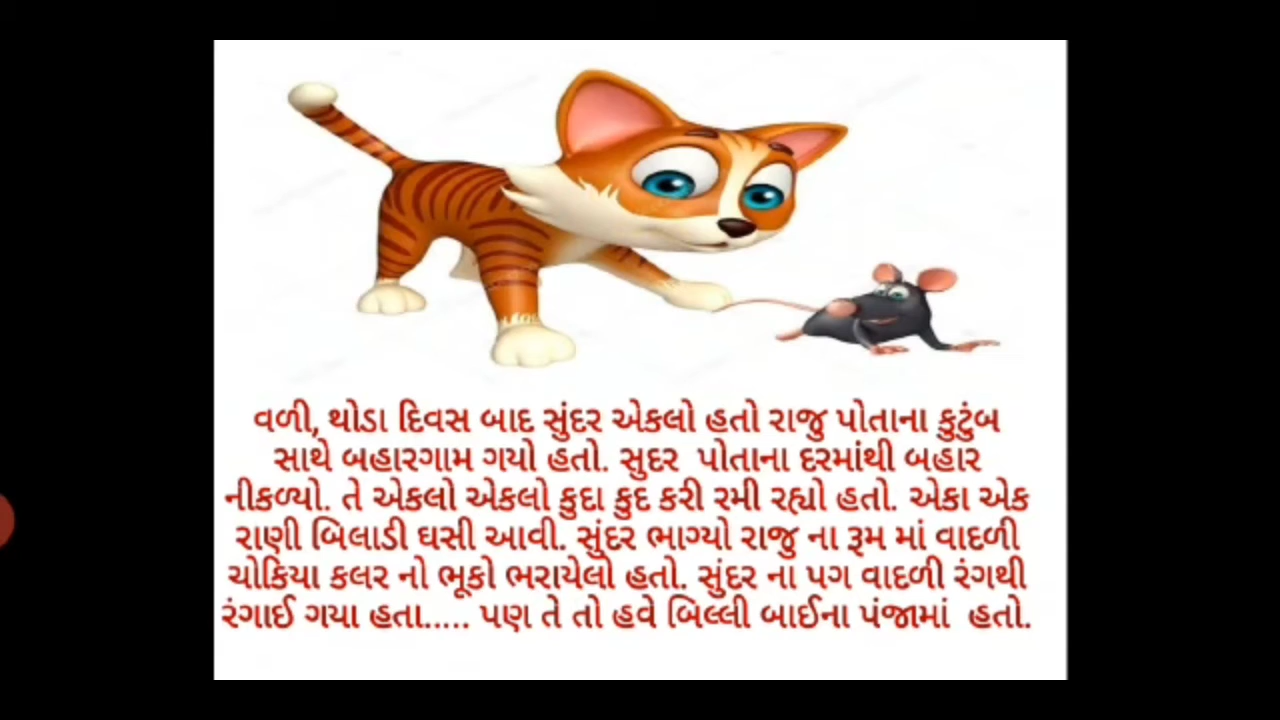 વળી, થોડા દિવસ બાદ સુંદર એકલો હતો રાજુ પોતાના કુટુંબ
સાથે બહારગામ ગયો હતો. સુદર પોતાના દરમાંથી બહાર
નીકળ્યો. તે એકલો એકલો કુદા કુદ કરી રમી રહ્યો હતો. એકા એક
રાણી બિલાડી ઘસી આવી. સુંદર ભાગ્યો રાજુ ના રૂમ માં વાદળી
ચોકિયા કલર નો ભૂકો ભરાયેલો હતો. સુંદર ના પગ વાદળી રંગથી
રંગાઈ ગયા હતા..... પણ તે તો હવે બિલ્લી બાઈના પંજામાં હતો.